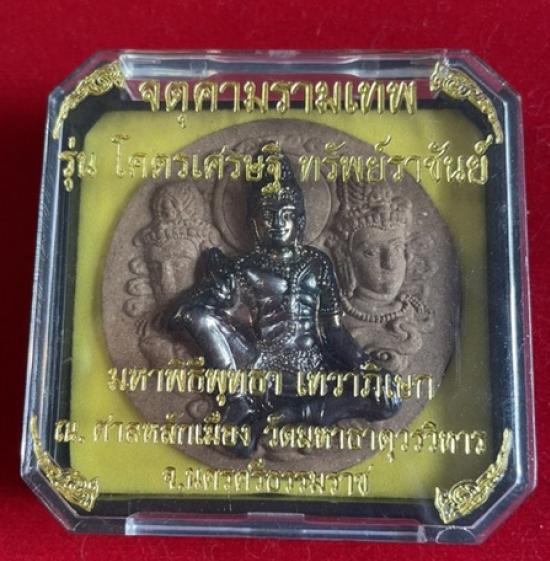 จตุคามรามเทพ
รุ่น โคตรเศรษฐี ทรัพย์ราชันย์
มหาพิธีพุทธา เทวาภิเษก
ณ. ศาลหลักเมือง วัดมหาธาตุวรวิหาร
จ.นครศรีธรรมราช